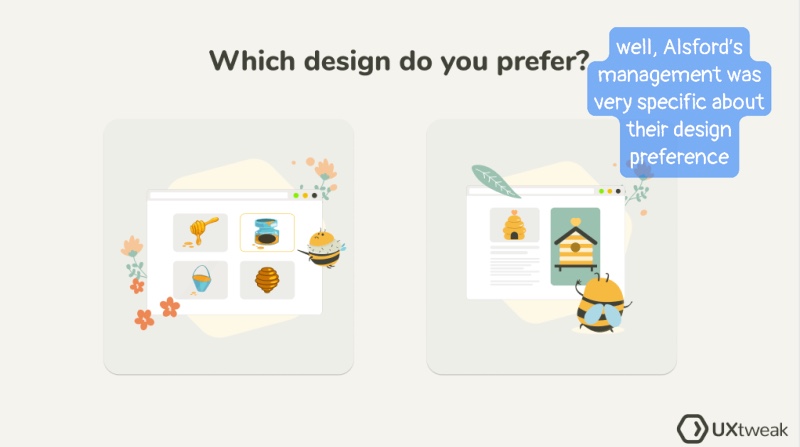 Which design do you prefer?
well, Alsford's
management was
very specific about
their design
preference
UXtweak